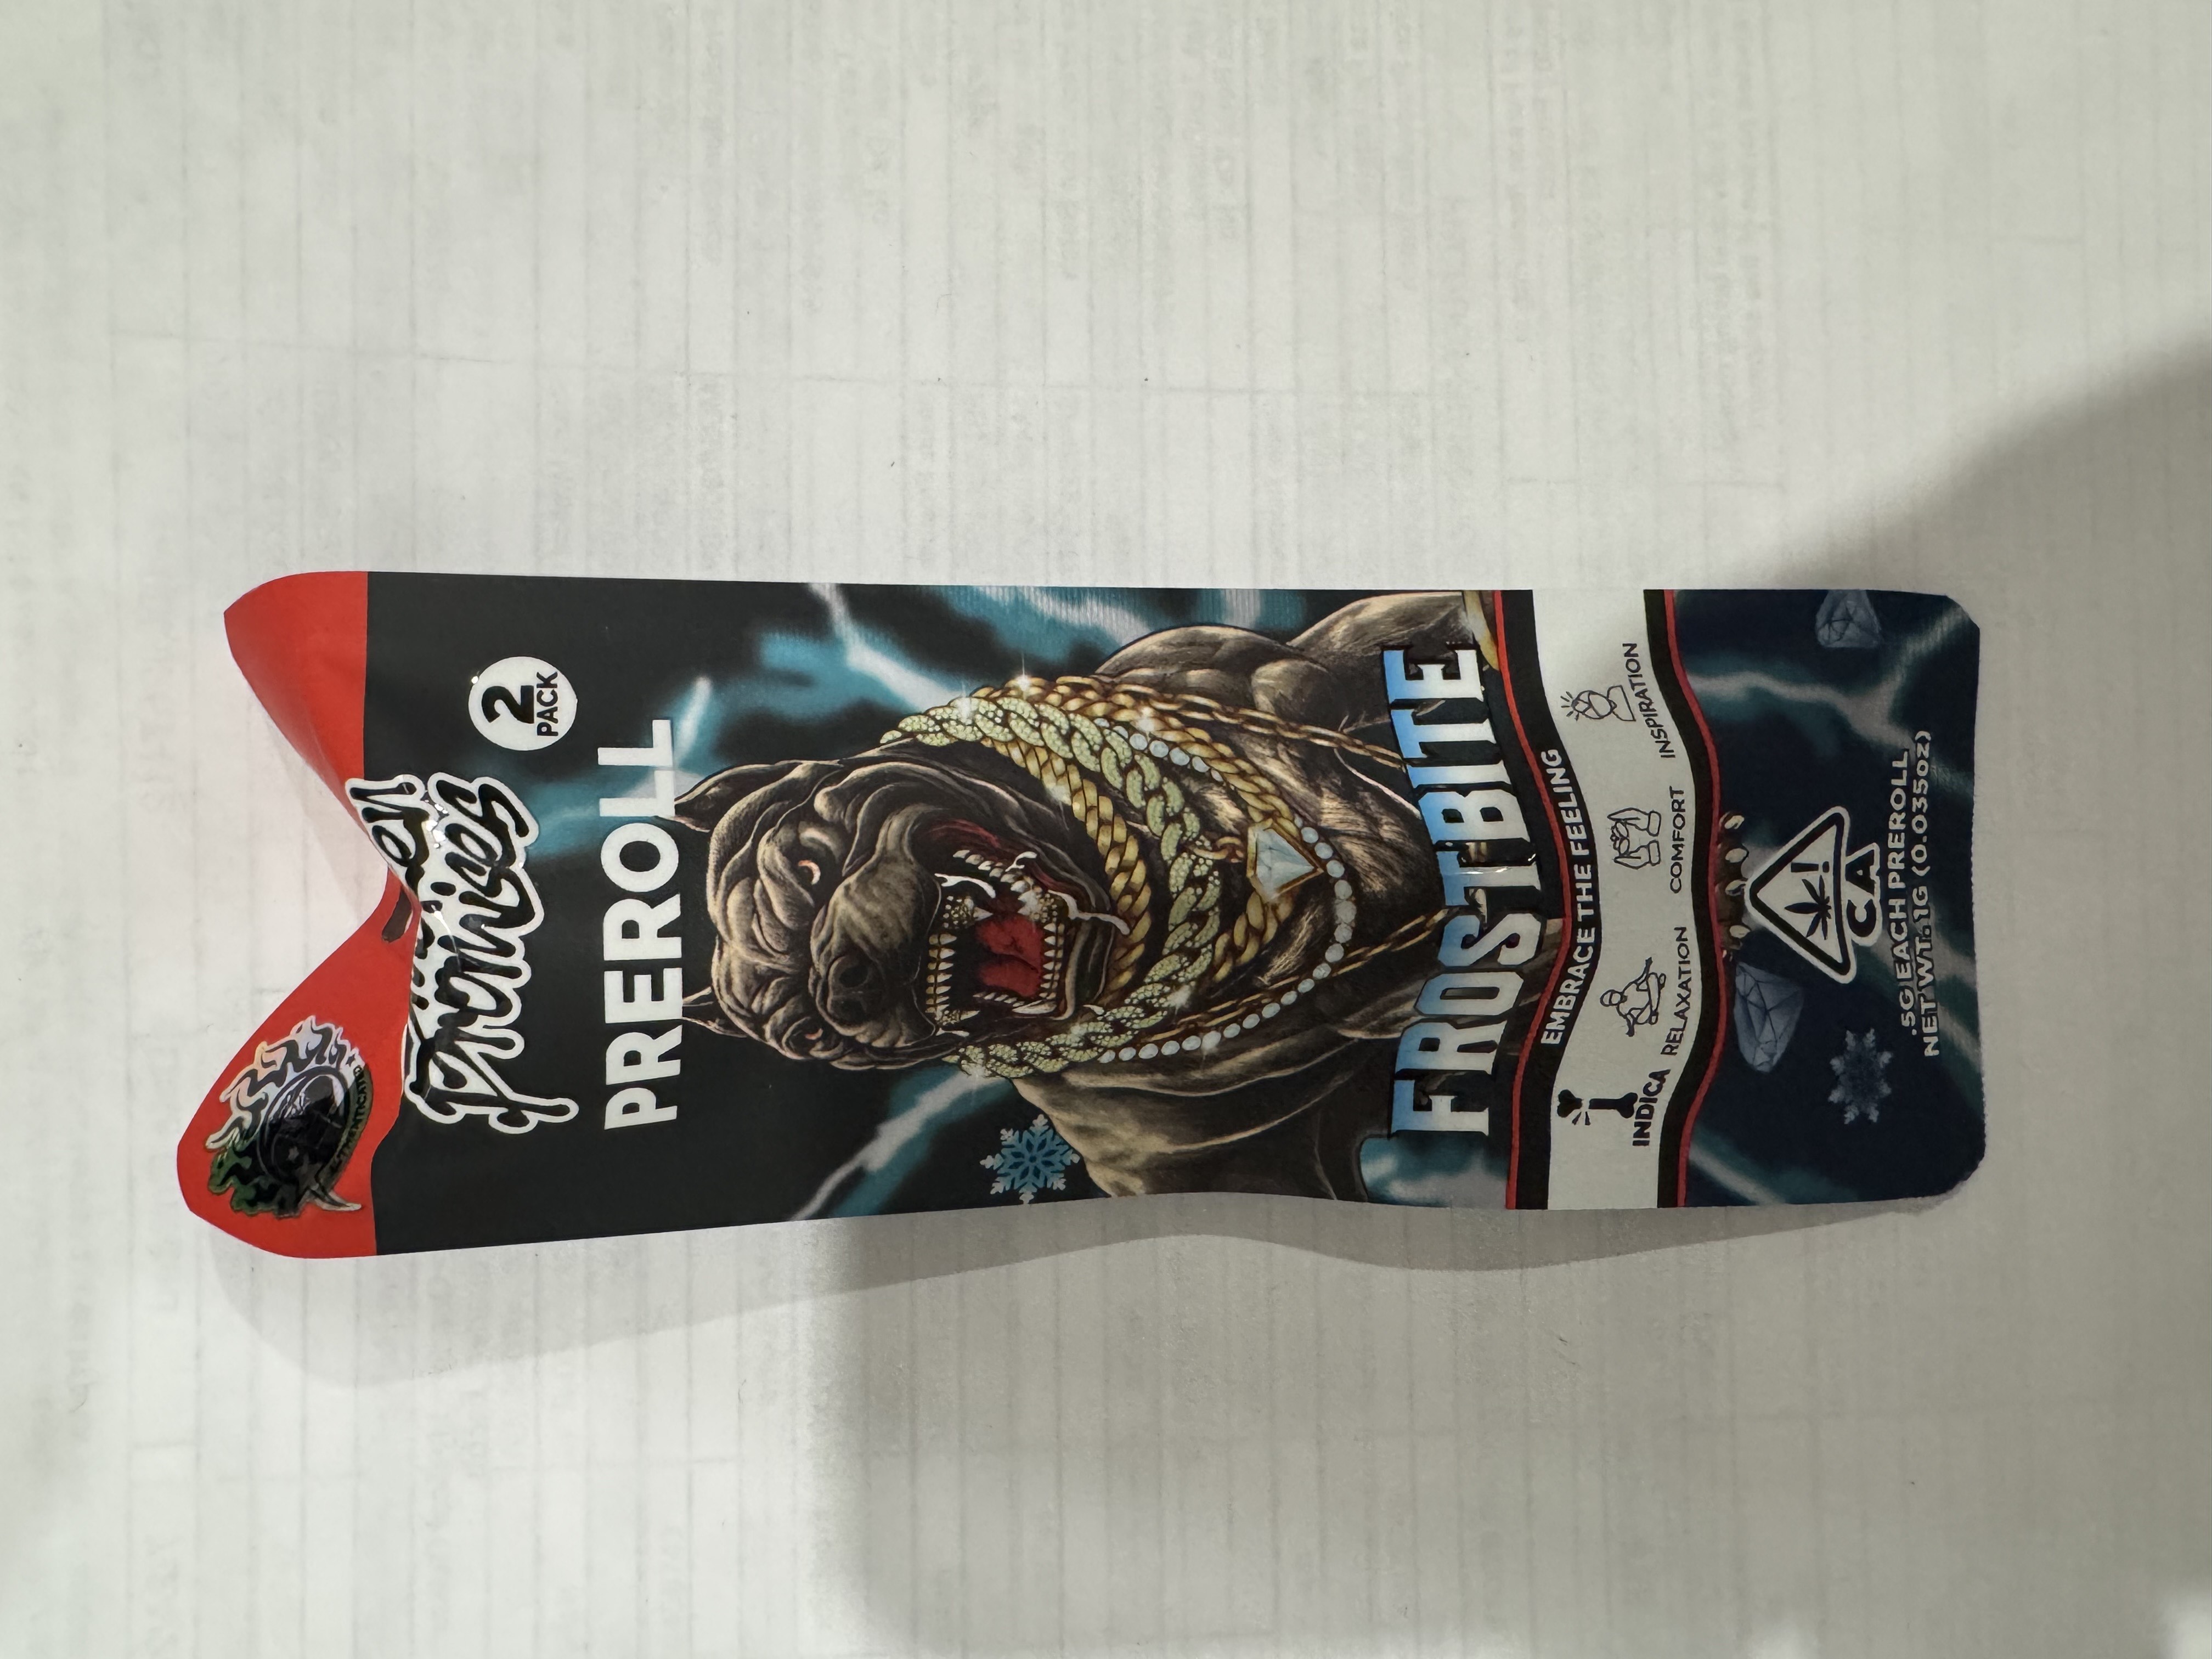 Promises
2
PACK
PREROLL
FROSTBITE
EMBRACE THE FEELING
INDICA
RELAXATION
COMFORT
INSPIRATION
CA
.5G EACH PREROLL
NET WT. 1G (0.035oz)